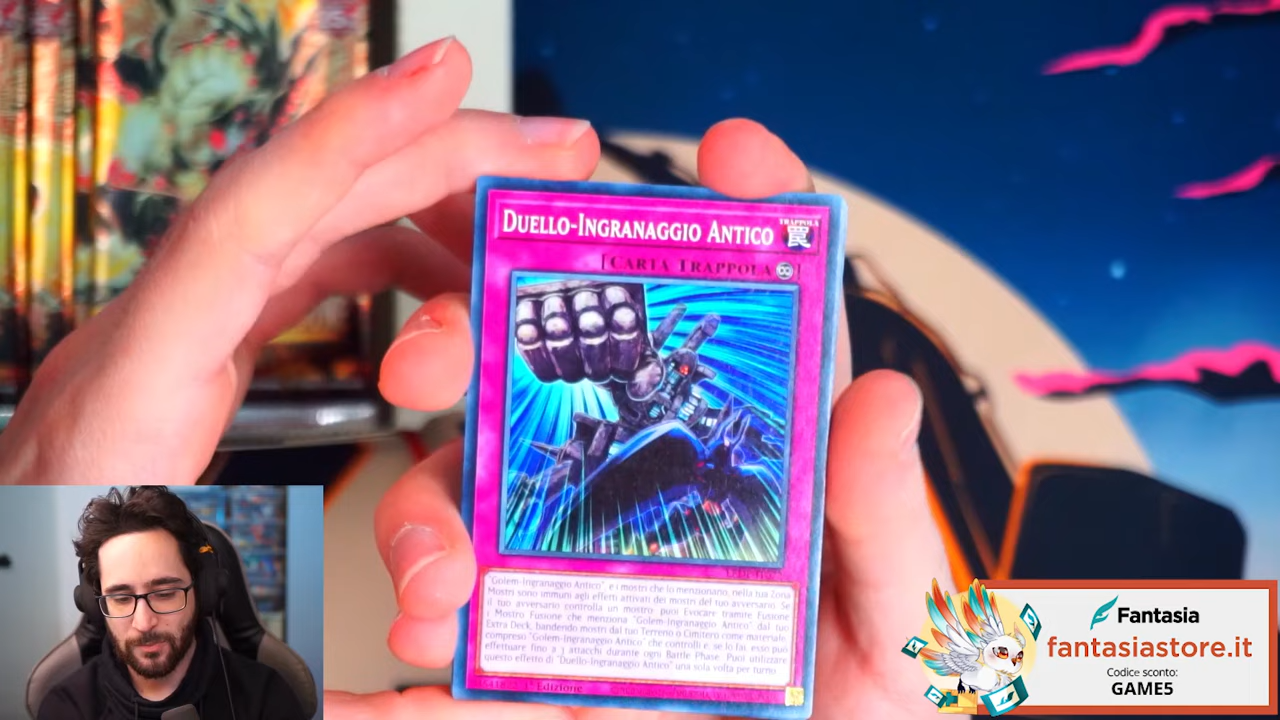 DUELLO-INGRANAGGIO ANTICO
TRAPPOLA
罠
[CARTA TRAPPOLA]
"Golem-Ingranaggio Antico", e i mostri che lo menzionano, nella tua Zona
Mostri sono immuni agli effetti attivati dei mostri del tuo avversario. Se
il tuo avversario controlla un mostro: puoi Evocare tramite Fusione
1 Mostro Fusione che menziona "Golem-Ingranaggio Antico" dal tuo
Extra Deck, bandendo mostri dal tuo Terreno o Cimitero come materiale,
compreso "Golem-Ingranaggio Antico" che controlli e, se lo fai, esso può
effettuare fino a 3 attacchi durante ogni Battle Phase. Puoi utilizzare
questo effetto di "Duello-Ingranaggio Antico" una sola volta per turno.
1ª Edizione
Fantasia
fantasiastore.it
Codice sconto:
GAME5